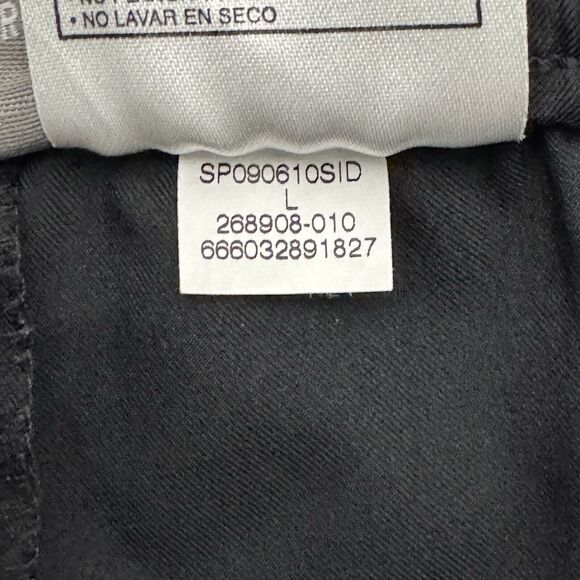 • NO LAVAR EN SECO
SP090610SID
L
268908-010
666032891827